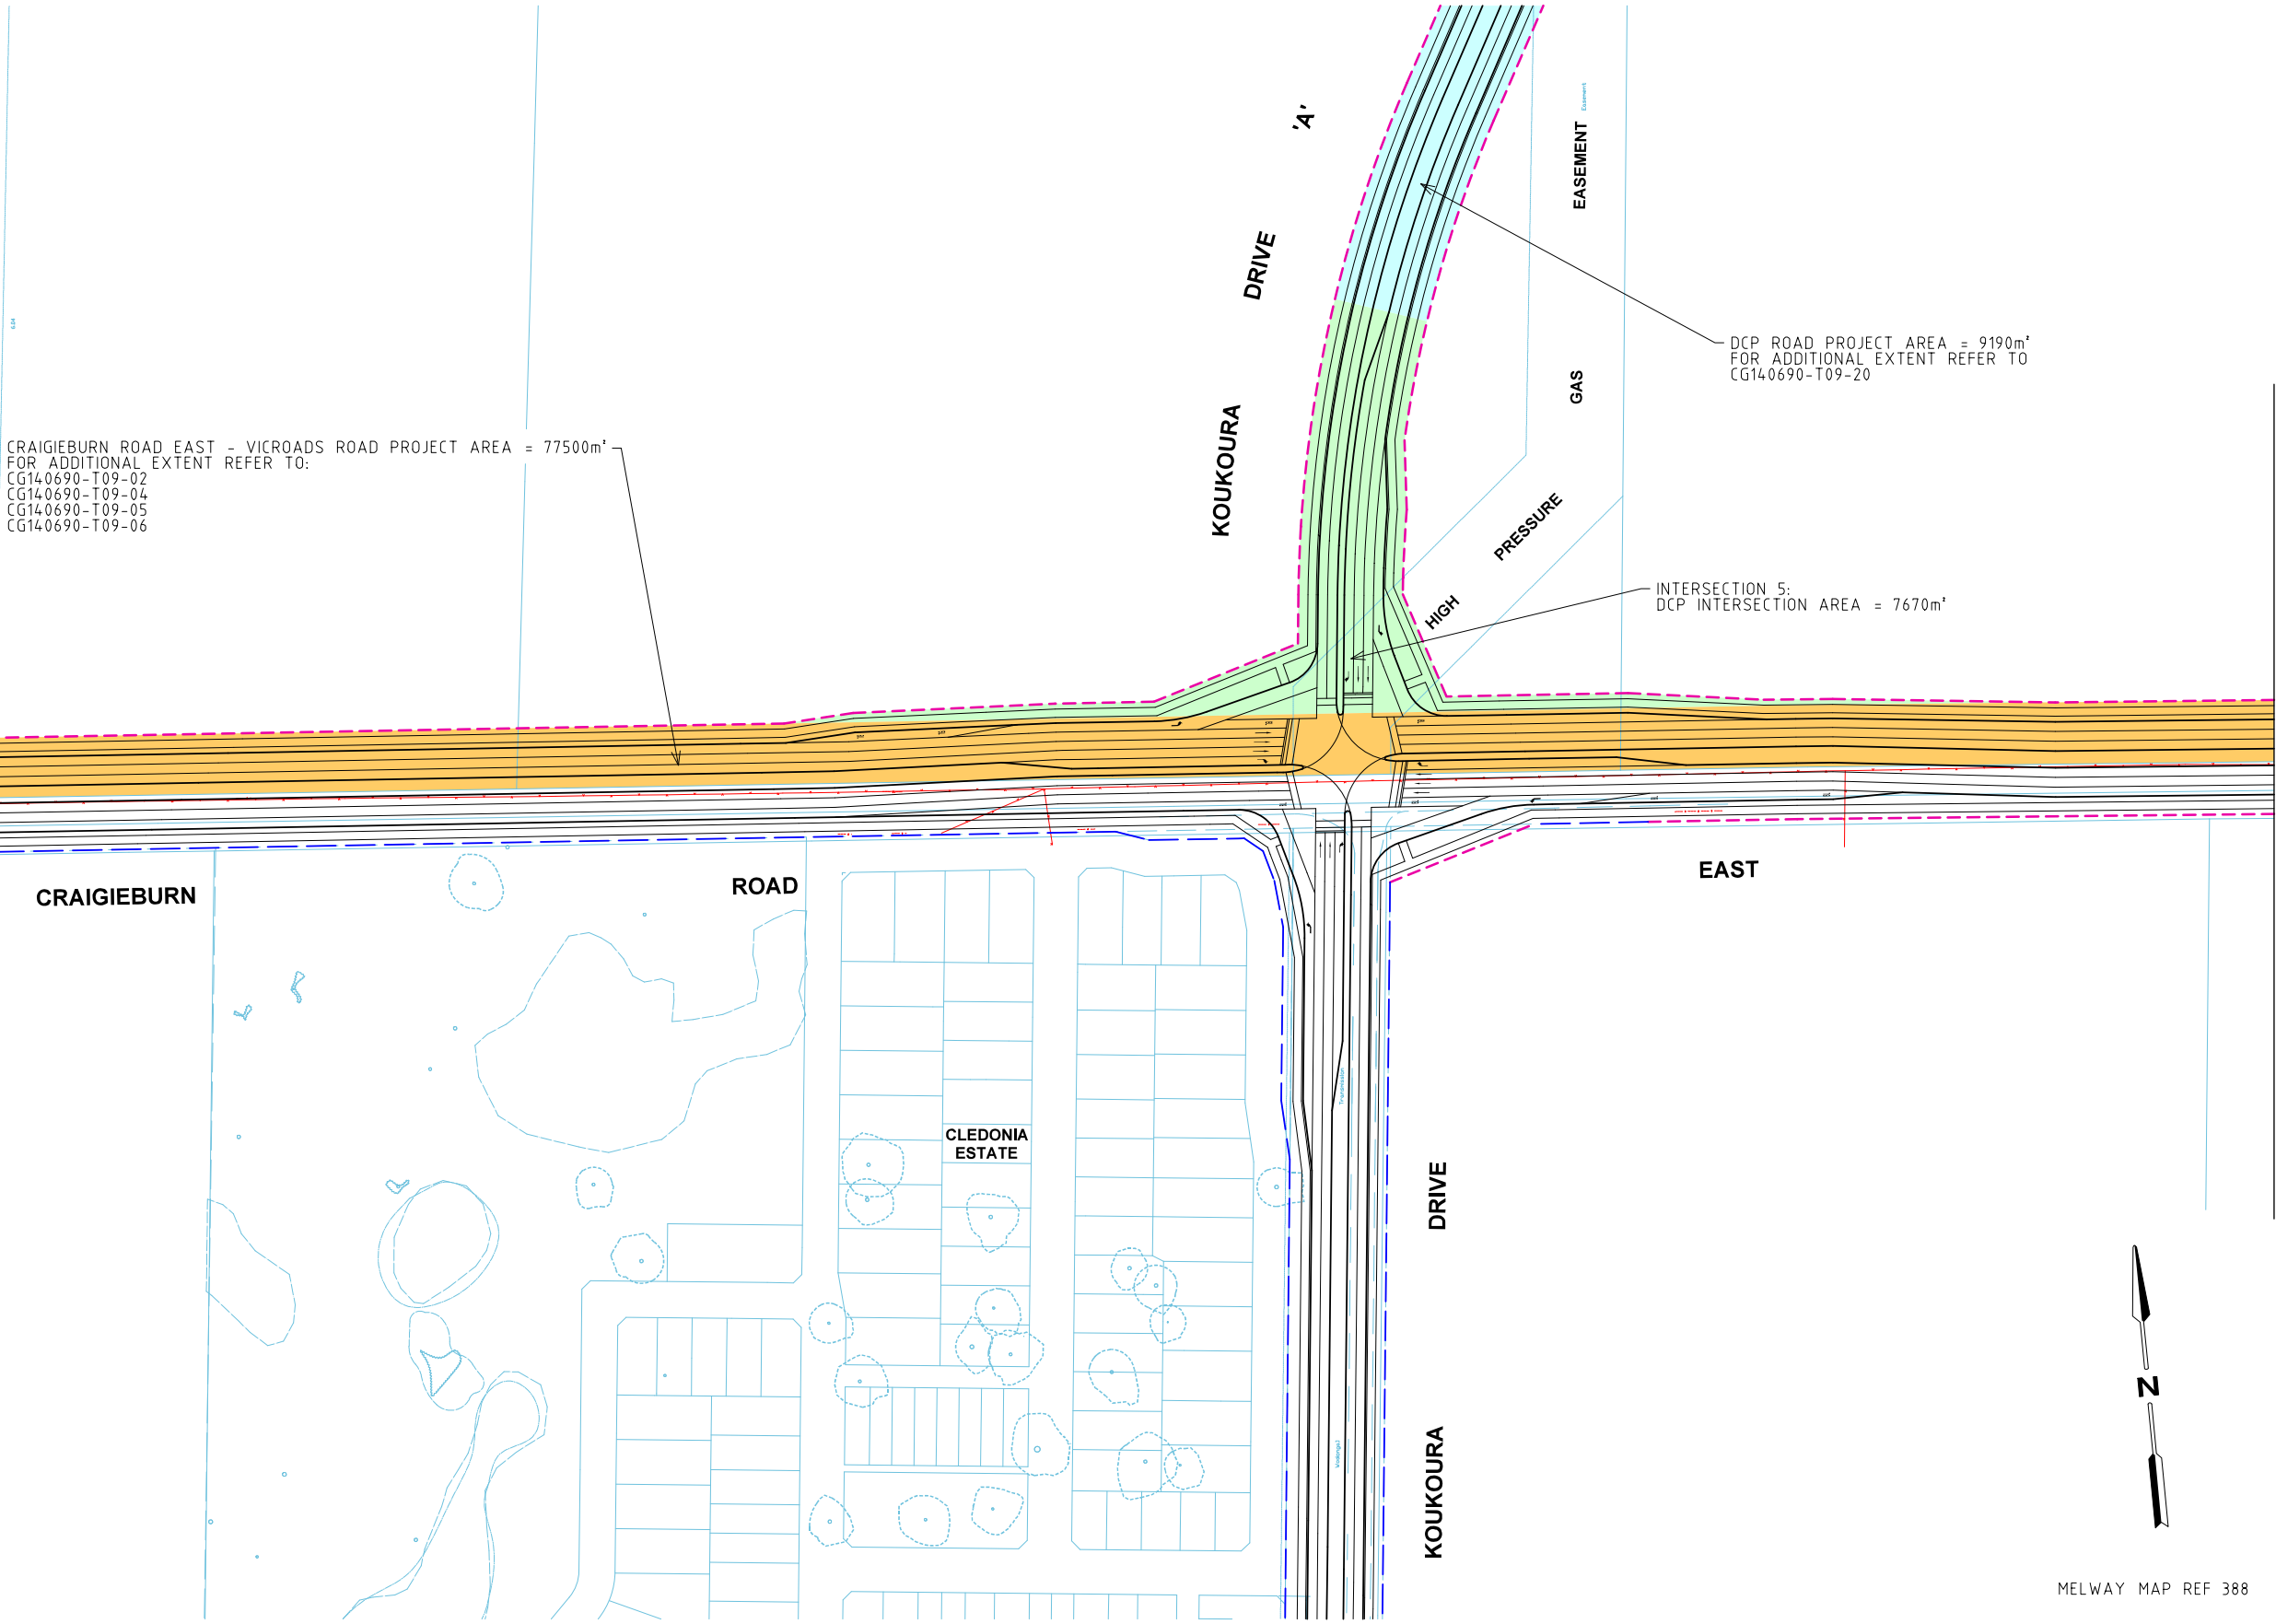 'A'
EASEMENT
Easement
DRIVE
DCP ROAD PROJECT AREA = 9190m²
FOR ADDITIONAL EXTENT REFER TO
CG140690-T09-20
GAS
KOUKOURA
CRAIGIEBURN ROAD EAST - VICROADS ROAD PROJECT AREA = 77500m²
FOR ADDITIONAL EXTENT REFER TO:
CG140690-T09-02
CG140690-T09-04
CG140690-T09-05
CG140690-T09-06
PRESSURE
HIGH
INTERSECTION 5:
DCP INTERSECTION AREA = 7670m²
CRAIGIEBURN
ROAD
EAST
CLEDONIA
ESTATE
Transmission
DRIVE
KOUKOURA
N
MELWAY MAP REF 388